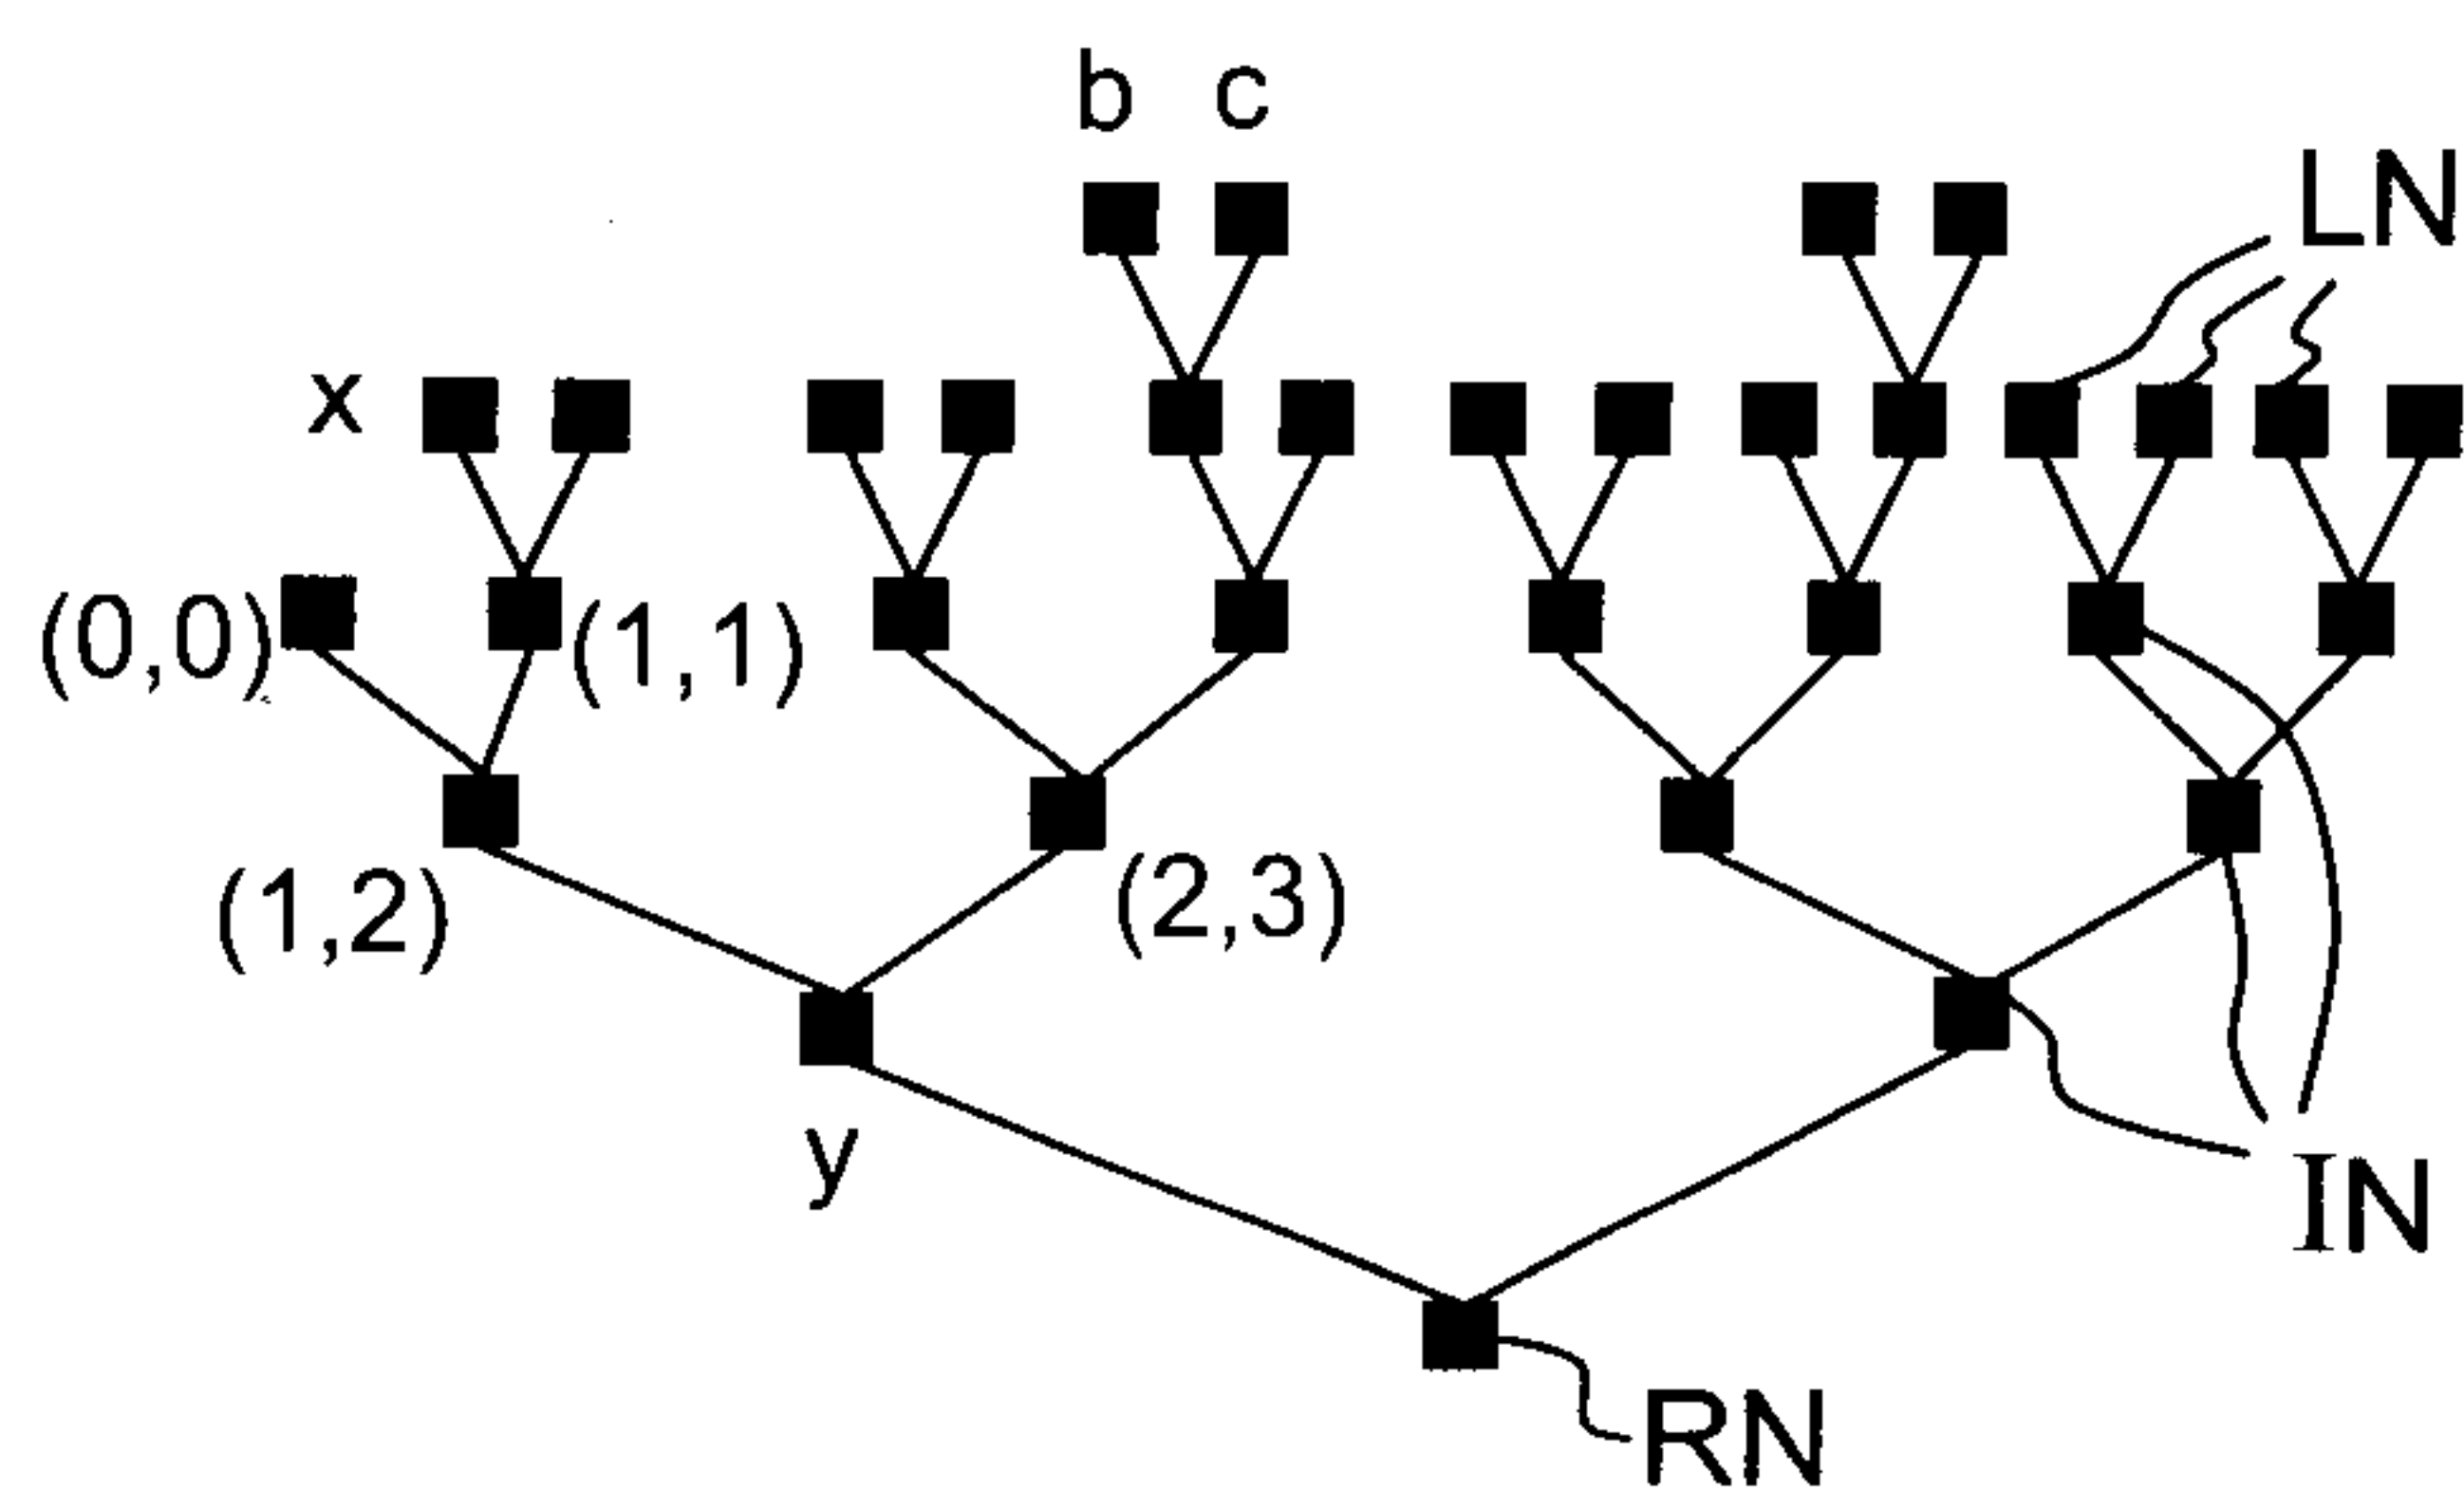 b c
LN
x
(0,0)
(1,1)
(1,2)
(2,3)
y
IN
RN